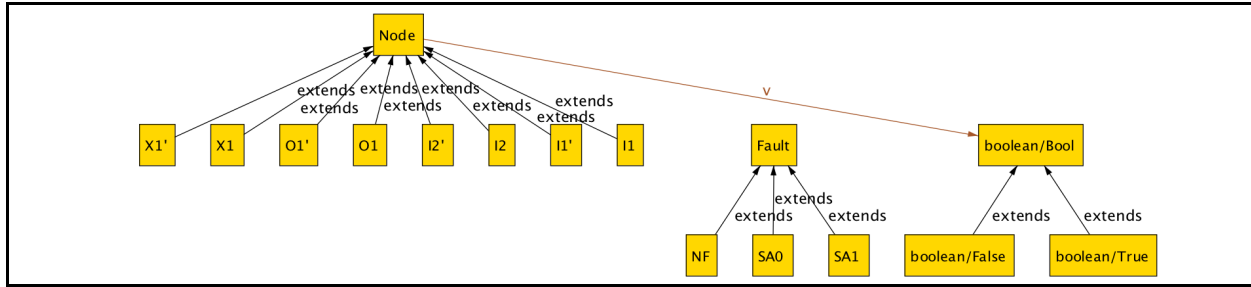 Node
extends
extends
extends
extends
extends
extends
extends
extends
v
X1'
X1
O1'
O1
I2'
I2
I1'
I1
Fault
boolean/Bool
extends
extends
extends
extends
extends
NF
SA0
SA1
boolean/False
boolean/True